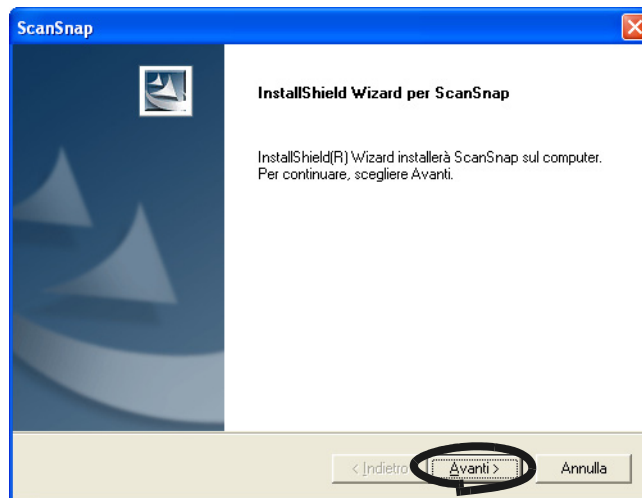 ScanSnap
InstallShield Wizard per ScanSnap
InstallShield(R) Wizard installerà ScanSnap sul computer.
Per continuare, scegliere Avanti.
< Indietro
Avanti >
Annulla